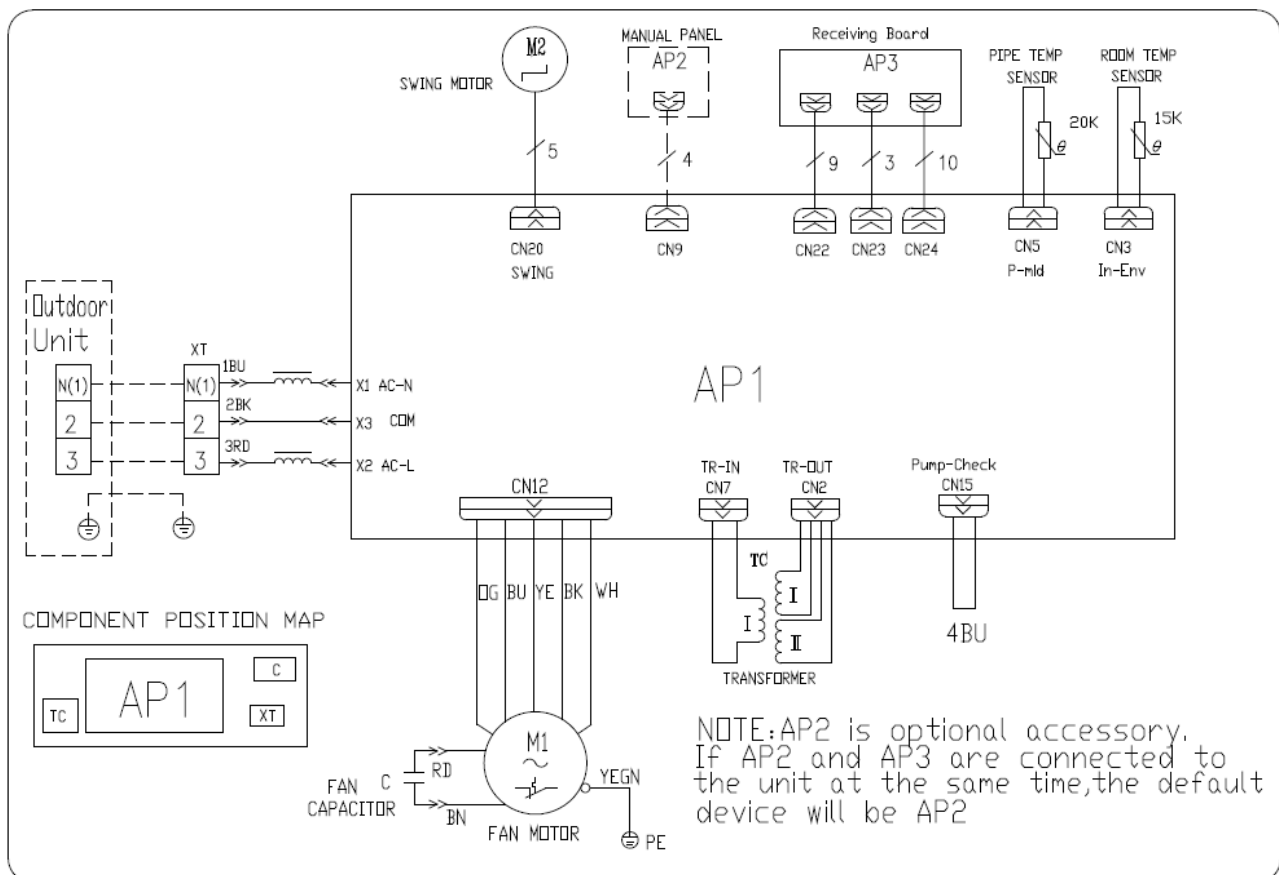 M2
SWING MOTOR
5
MANUAL PANEL
AP2
4
Receiving Board
AP3
9
3
10
PIPE TEMP
SENSOR
20K
θ
ROOM TEMP
SENSOR
15K
θ
CN20
SWING
CN9
CN22
CN23
CN24
CN5
P-mid
CN3
In-Env
Outdoor
Unit
N(1)
2
3
XT
N(1)
2
3
1BU
2BK
3RD
X1 AC-N
X3 COM
X2 AC-L
AP1
CN12
OG BU YE BK WH
TR-IN
CN7
TR-OUT
CN2
TC
I
I
II
TRANSFORMER
Pump-Check
CN15
4BU
COMPONENT POSITION MAP
TC
AP1
C
XT
M1
FAN
CAPACITOR
C
RD
BN
FAN MOTOR
YEGN
PE
NOTE:AP2 is optional accessory.
If AP2 and AP3 are connected to
the unit at the same time,the default
device will be AP2